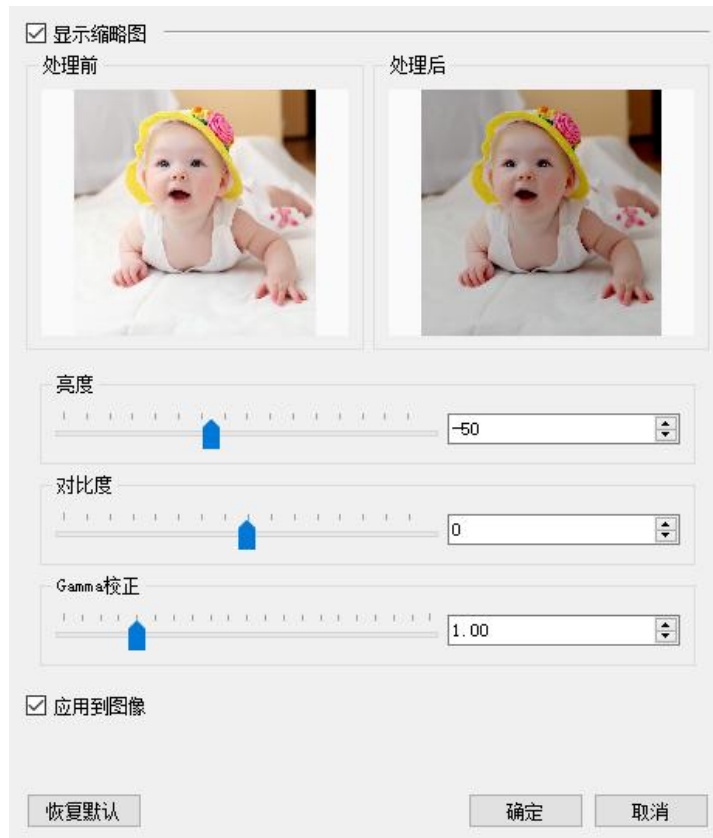 显示缩略图
处理前
处理后
亮度
-50
对比度
0
Gamma校正
1.00
应用到图像
恢复默认
确定
取消